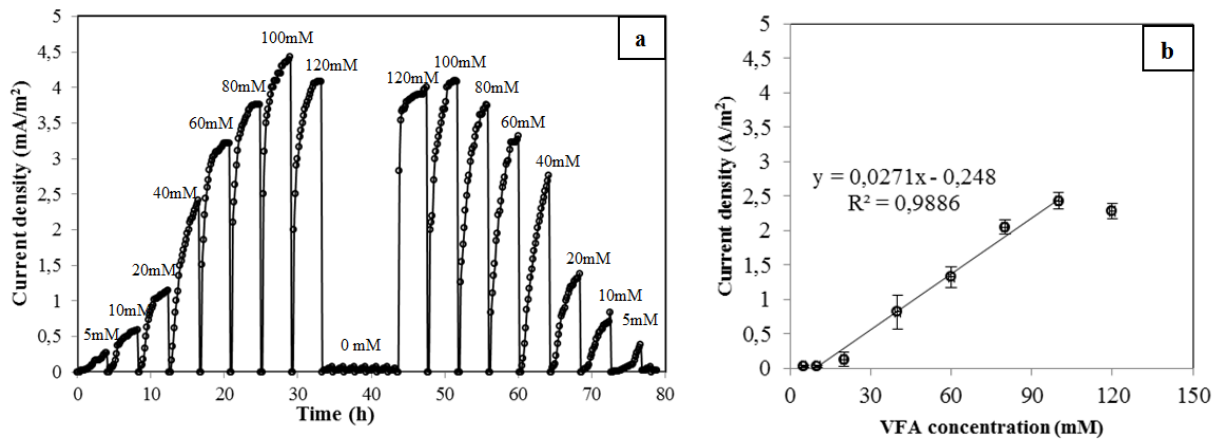 a
Current density (mA/m²)
5
4,5
4
3,5
3
2,5
2
1,5
1
0,5
0
5mM
10mM
20mM
40mM
60mM
80mM
100mM
120mM
0 mM
120mM
100mM
80mM
60mM
40mM
20mM
10mM
5mM
0 10 20 30 40 50 60 70 80
Time (h)
b
Current density (A/m²)
5
4,5
4
3,5
3
2,5
2
1,5
1
0,5
0
y = 0,0271x - 0,248
R² = 0,9886
0 30 60 90 120 150
VFA concentration (mM)